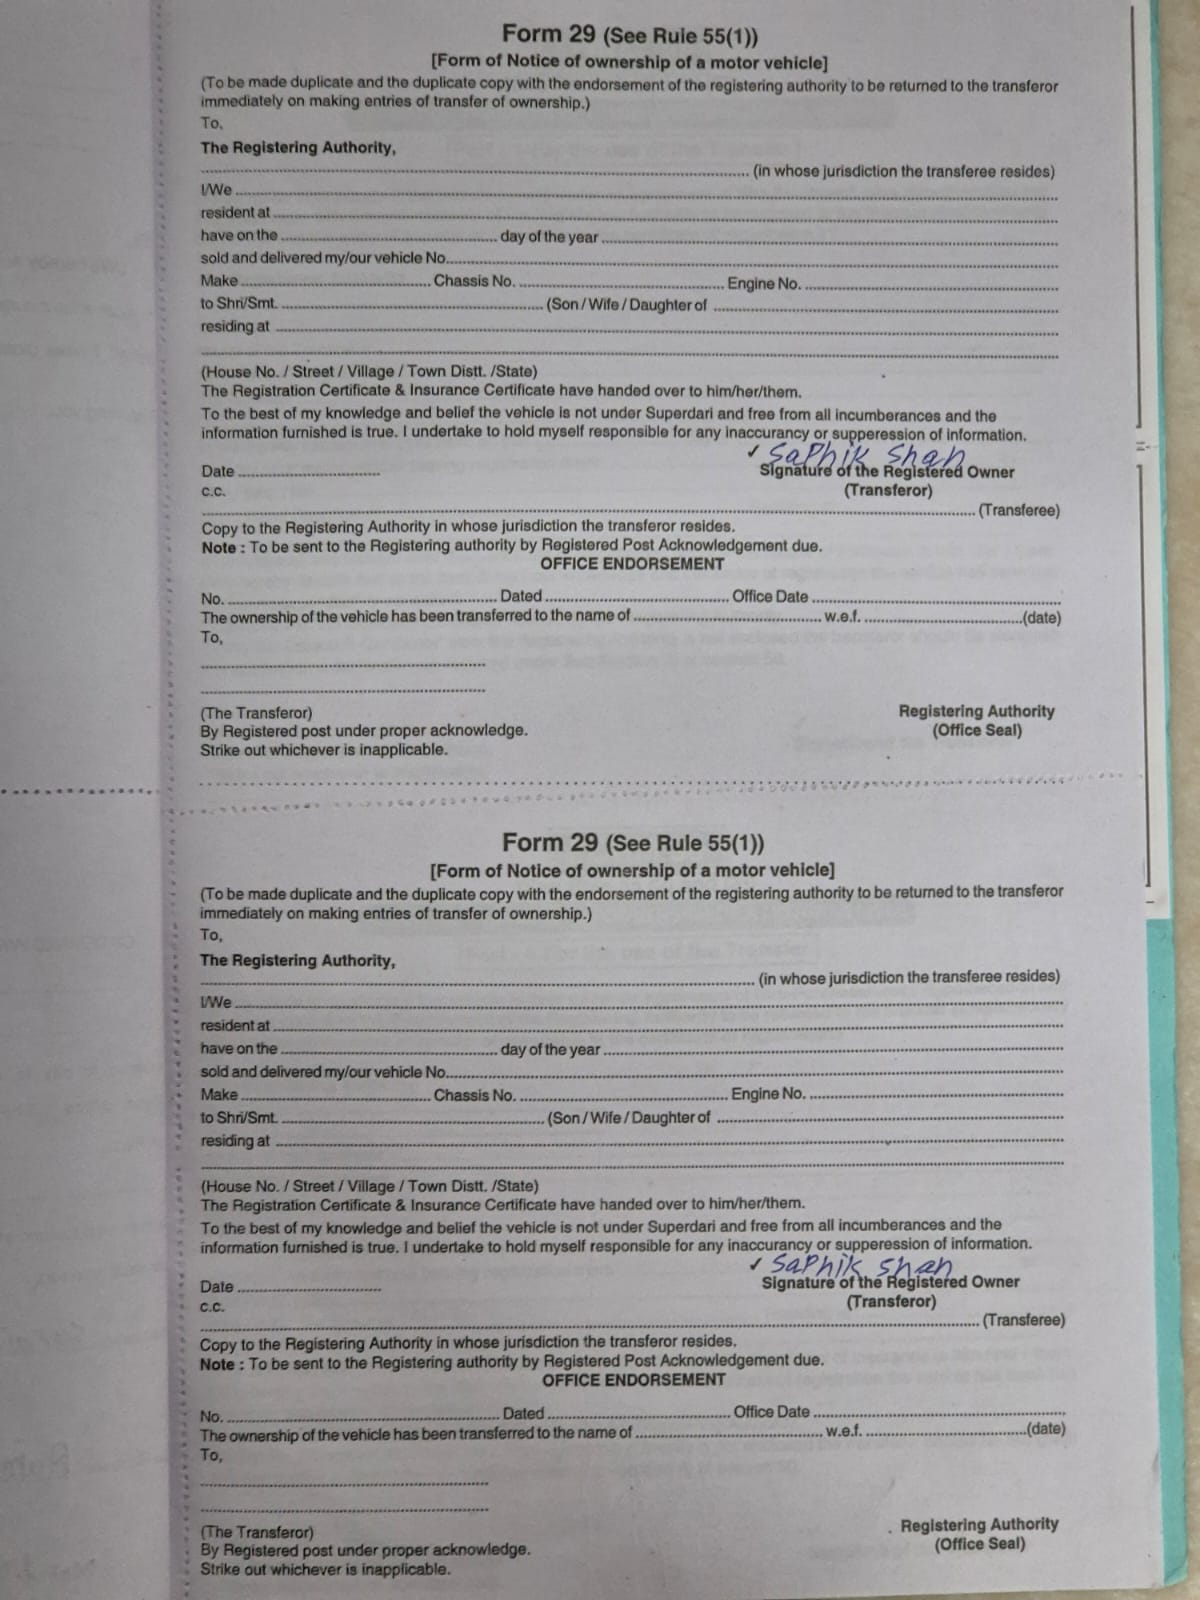 Form 29 (See Rule 55(1))
[Form of Notice of ownership of a motor vehicle]
(To be made duplicate and the duplicate copy with the endorsement of the registering authority to be returned to the transferor
immediately on making entries of transfer of ownership.)
To,
The Registering Authority,
(in whose jurisdiction the transferee resides)
I/We
resident at
have on the day of the year
sold and delivered my/our vehicle No.
Make Chassis No. Engine No.
to Shri/Smt. (Son / Wife / Daughter of
residing at
(House No. / Street / Village / Town Distt. /State)
The Registration Certificate & Insurance Certificate have handed over to him/her/them.
To the best of my knowledge and belief the vehicle is not under Superdari and free from all incumberances and the
information furnished is true. I undertake to hold myself responsible for any inaccurancy or supperession of information.
✓ Saphik Shah
Date Signature of the Registered Owner
c.c. (Transferor)
(Transferee)
Copy to the Registering Authority in whose jurisdiction the transferor resides.
Note : To be sent to the Registering authority by Registered Post Acknowledgement due.
OFFICE ENDORSEMENT
No. Dated Office Date
The ownership of the vehicle has been transferred to the name of w.e.f. (date)
To,
(The Transferor) Registering Authority
By Registered post under proper acknowledge. (Office Seal)
Strike out whichever is inapplicable.
Form 29 (See Rule 55(1))
[Form of Notice of ownership of a motor vehicle]
(To be made duplicate and the duplicate copy with the endorsement of the registering authority to be returned to the transferor
immediately on making entries of transfer of ownership.)
To,
The Registering Authority,
(in whose jurisdiction the transferee resides)
I/We
resident at
have on the day of the year
sold and delivered my/our vehicle No.
Make Chassis No. Engine No.
to Shri/Smt. (Son / Wife / Daughter of
residing at
(House No. / Street / Village / Town Distt. /State)
The Registration Certificate & Insurance Certificate have handed over to him/her/them.
To the best of my knowledge and belief the vehicle is not under Superdari and free from all incumberances and the
information furnished is true. I undertake to hold myself responsible for any inaccurancy or supperession of information.
✓ Saphik Shah
Date Signature of the Registered Owner
c.c. (Transferor)
(Transferee)
Copy to the Registering Authority in whose jurisdiction the transferor resides.
Note : To be sent to the Registering authority by Registered Post Acknowledgement due.
OFFICE ENDORSEMENT
No. Dated Office Date
The ownership of the vehicle has been transferred to the name of w.e.f. (date)
To,
(The Transferor) Registering Authority
By Registered post under proper acknowledge. (Office Seal)
Strike out whichever is inapplicable.